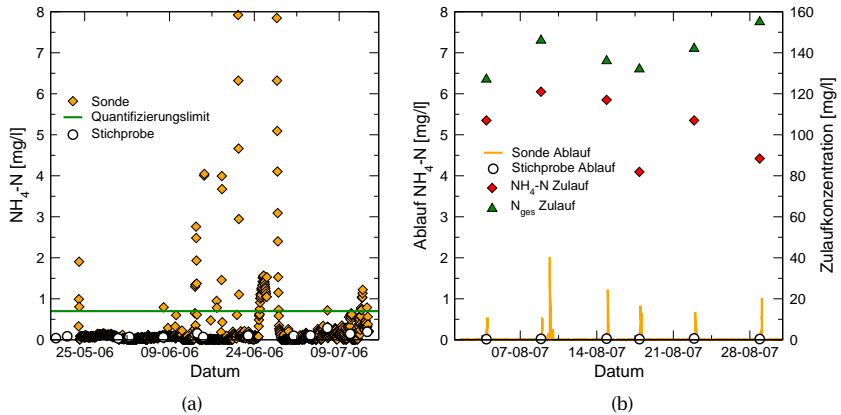 8
7
6
5
4
3
2
1
0
NH₄-N [mg/l]
Sonde
Quantifizierungslimit
Stichprobe
25-05-06 09-06-06 24-06-06 09-07-06
Datum
(a)
8
7
6
5
4
3
2
1
0
Ablauf NH₄-N [mg/l]
Sonde Ablauf
Stichprobe Ablauf
NH₄-N Zulauf
N_ges Zulauf
160
140
120
100
80
60
40
20
0
Zulaufkonzentration [mg/l]
07-08-07 14-08-07 21-08-07 28-08-07
Datum
(b)